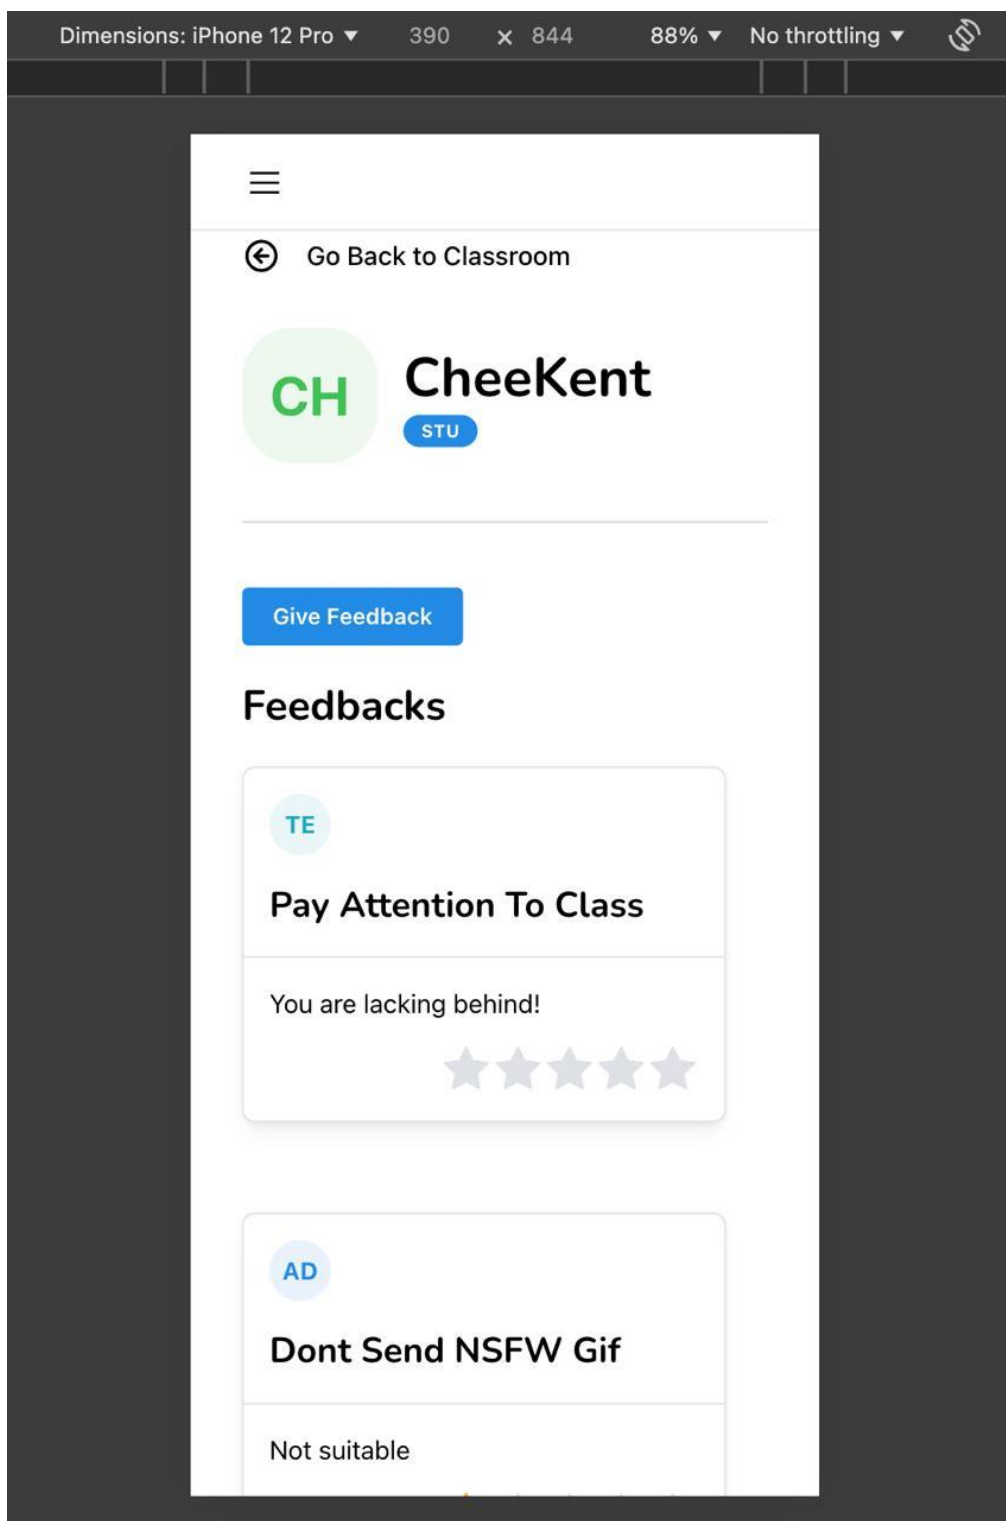 Dimensions: iPhone 12 Pro ▼ 390 × 844 88% ▼ No throttling ▼
Go Back to Classroom
CH
CheeKent
STU
Give Feedback
Feedbacks
TE
Pay Attention To Class
You are lacking behind!
AD
Dont Send NSFW Gif
Not suitable